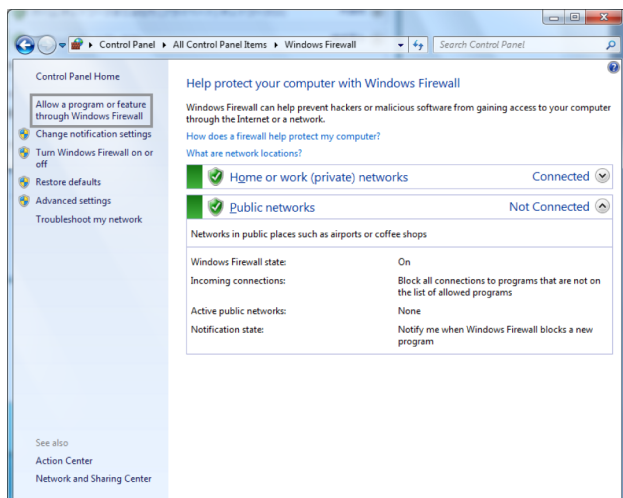 Control Panel ▸ All Control Panel Items ▸ Windows Firewall
Search Control Panel
Control Panel Home
Allow a program or feature
through Windows Firewall
Change notification settings
Turn Windows Firewall on or
off
Restore defaults
Advanced settings
Troubleshoot my network
See also
Action Center
Network and Sharing Center
Help protect your computer with Windows Firewall
Windows Firewall can help prevent hackers or malicious software from gaining access to your computer
through the Internet or a network.
How does a firewall help protect my computer?
What are network locations?
Home or work (private) networks Connected
Public networks Not Connected
Networks in public places such as airports or coffee shops
Windows Firewall state: On
Incoming connections: Block all connections to programs that are not on
the list of allowed programs
Active public networks: None
Notification state: Notify me when Windows Firewall blocks a new
program